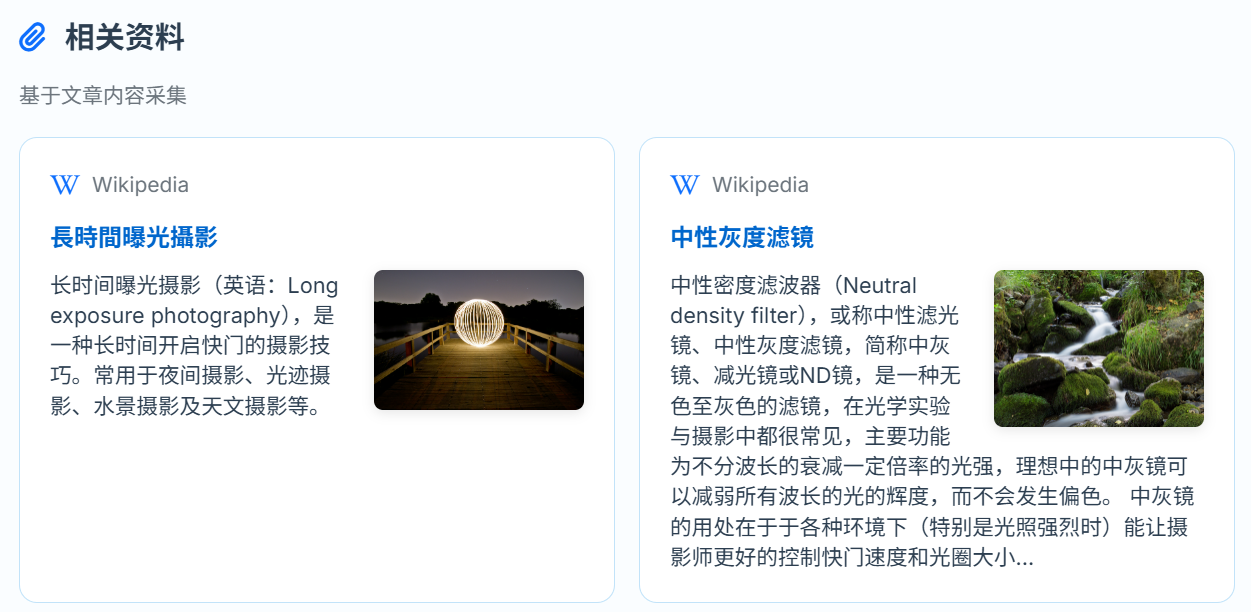 相关资料
基于文章内容采集
Wikipedia
長時間曝光攝影
长时间曝光摄影（英语：Long
exposure photography），是
一种长时间开启快门的摄影技
巧。常用于夜间摄影、光迹摄
影、水景摄影及天文摄影等。
Wikipedia
中性灰度滤镜
中性密度滤波器（Neutral
density filter），或称中性滤光
镜、中性灰度滤镜，简称中灰
镜、减光镜或ND镜，是一种无
色至灰色的滤镜，在光学实验
与摄影中都很常见，主要功能
为不分波长的衰减一定倍率的光强，理想中的中灰镜可
以减弱所有波长的光的辉度，而不会发生偏色。 中灰镜
的用处在于于各种环境下（特别是光照强烈时）能让摄
影师更好的控制快门速度和光圈大小...